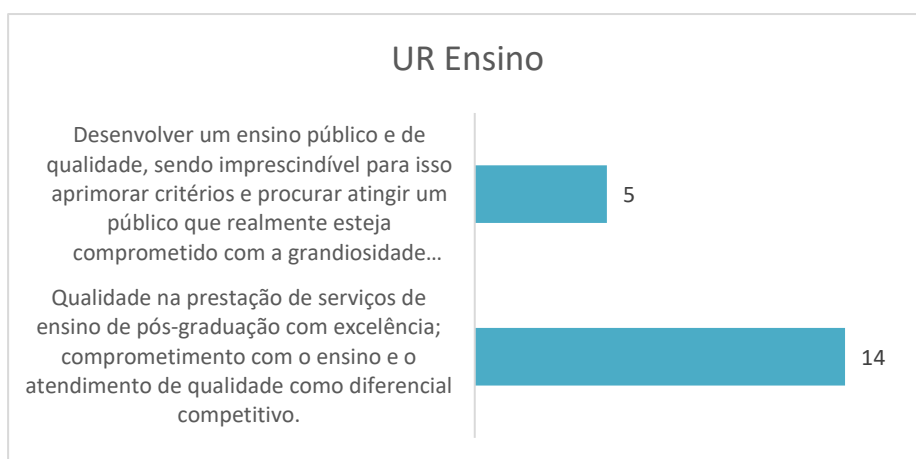 UR Ensino
Desenvolver um ensino público e de
qualidade, sendo imprescindível para isso
aprimorar critérios e procurar atingir um
público que realmente esteja
comprometido com a grandiosidade...
5
Qualidade na prestação de serviços de
ensino de pós-graduação com excelência;
comprometimento com o ensino e o
atendimento de qualidade como diferencial
competitivo.
14